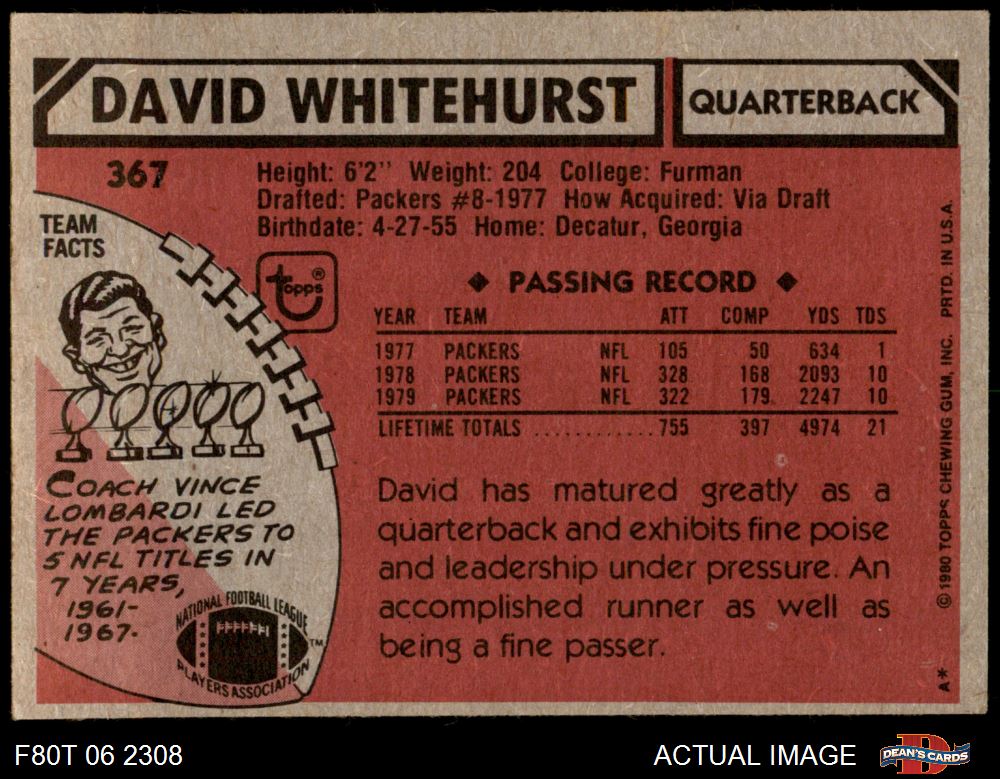 DAVID WHITEHURST
QUARTERBACK
367
Height: 6'2" Weight: 204 College: Furman
Drafted: Packers #8-1977 How Acquired: Via Draft
Birthdate: 4-27-55 Home: Decatur, Georgia
TEAM
FACTS
topps®
◆ PASSING RECORD ◆
YEAR TEAM ATT COMP YDS TDS
1977 PACKERS NFL 105 50 634 1
1978 PACKERS NFL 328 168 2093 10
1979 PACKERS NFL 322 179 2247 10
LIFETIME TOTALS ............ 755 397 4974 21
COACH VINCE
LOMBARDI LED
THE PACKERS TO
5 NFL TITLES IN
7 YEARS,
1961-
1967.
NATIONAL FOOTBALL LEAGUE
PLAYERS ASSOCIATION
TM
David has matured greatly as a
quarterback and exhibits fine poise
and leadership under pressure. An
accomplished runner as well as
being a fine passer.
A* © 1980 TOPPS CHEWING GUM, INC. PRTD. IN U.S.A.
F80T 06 2308
ACTUAL IMAGE
DEAN'S CARDS